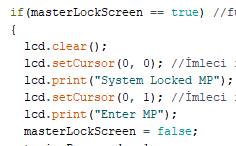 if(masterLockScreen == true) //fu
{
lcd.clear();
lcd.setCursor(0, 0); //İmleci
lcd.print("System Locked MP");
lcd.setCursor(0, 1); //İmleci
lcd.print("Enter MP");
masterLockScreen = false;